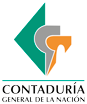 CONTADURÍA
GENERAL DE LA NACIÓN